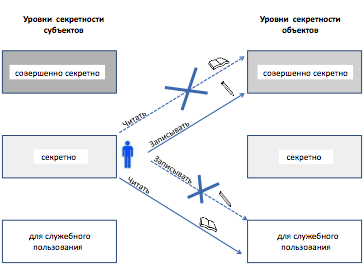 Уровни секретности
субъектов
Уровни секретности
объектов
совершенно секретно
совершенно секретно
Читать
Записывать
секретно
секретно
Записывать
Читать
для служебного
пользования
для служебного
пользования